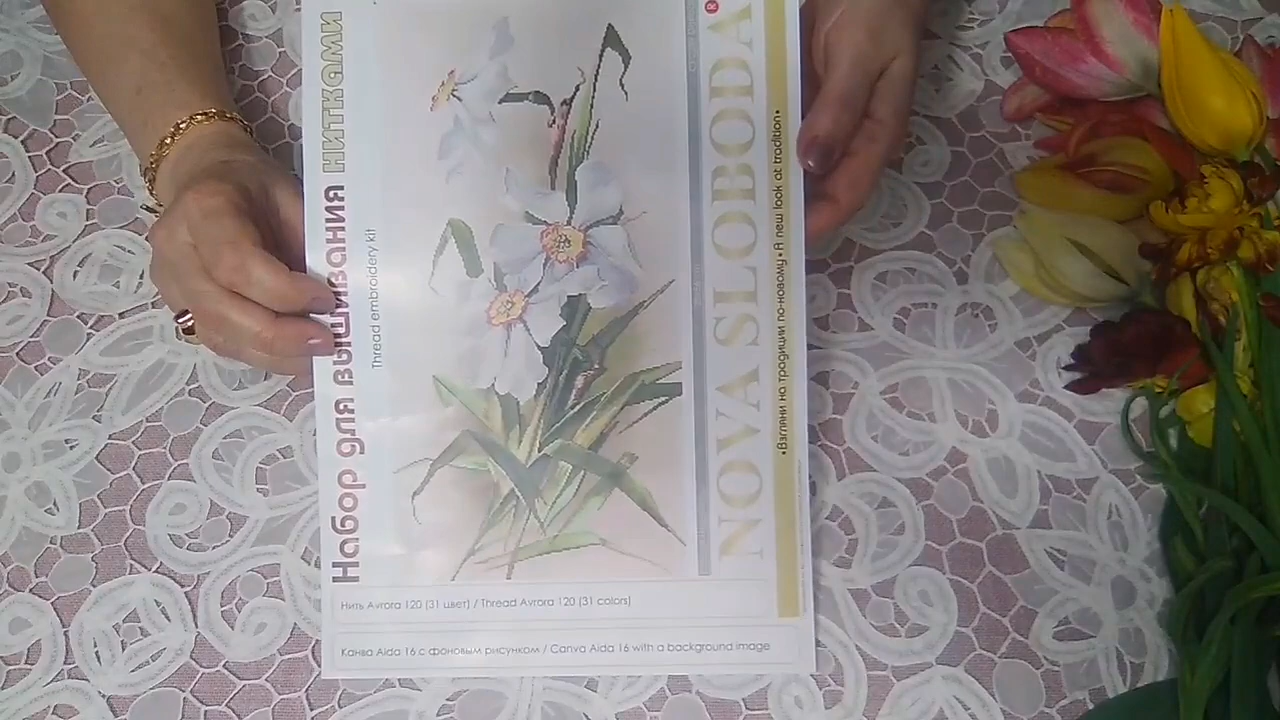 Набор для вышивания нитками
Thread embroidery kit
NOVA SLOBODA
R
•Взгляни на традиции по-новому• A new look at tradition•
Нить Avrora 120 (31 цвет) / Thread Avrora 120 (31 colors)
Канва Aida 16 с фоновым рисунком / Canva Aida 16 with a background image